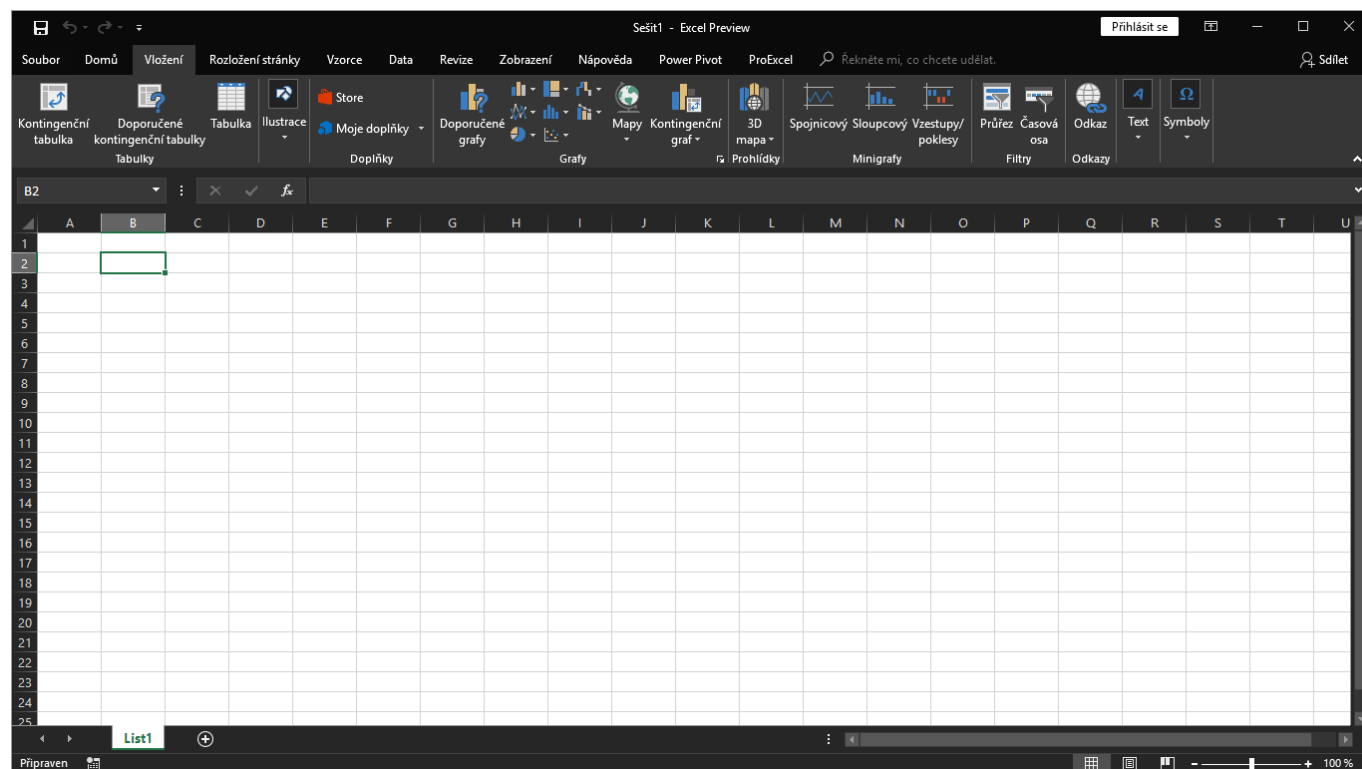 Sešit1 - Excel Preview
Přihlásit se
Soubor Domů Vložení Rozložení stránky Vzorce Data Revize Zobrazení Nápověda Power Pivot ProExcel Řekněte mi, co chcete udělat. Sdílet
Kontingenční tabulka
Doporučené kontingenční tabulky
Tabulka
Ilustrace
Store
Moje doplňky
Doporučené grafy
Mapy
Kontingenční graf
3D mapa
Spojnicový
Sloupcový
Vzestupy/ poklesy
Průřez
Časová osa
Odkaz
Text
Symboly
Tabulky Doplňky Grafy Prohlídky Minigrafy Filtry Odkazy
B2 fx
A B C D E F G H I J K L M N O P Q R S T U
1
2
3
4
5
6
7
8
9
10
11
12
13
14
15
16
17
18
19
20
21
22
23
24
25
List1
Připraven 100 %